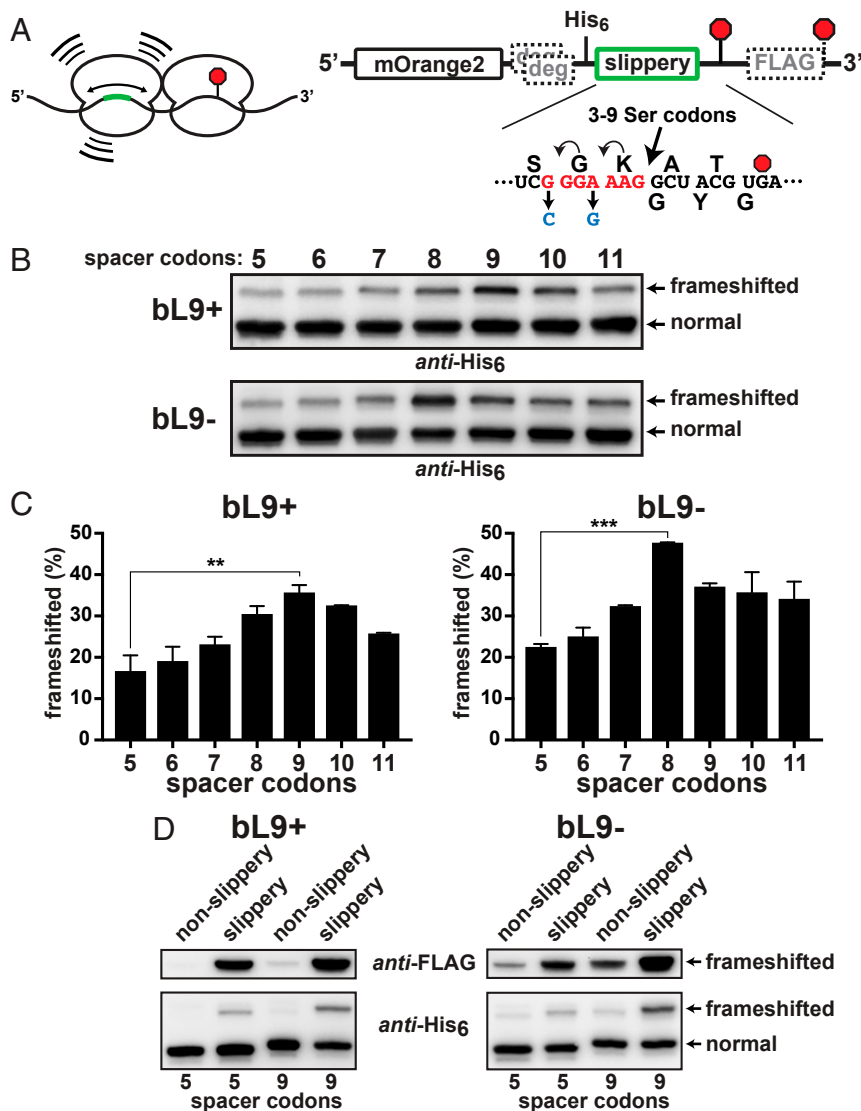 A
5’
3’
His6
5’
mOrange2
deg
deg
slippery
FLAG
3’
3-9 Ser codons
S G K A T
···UCG GGA AAG GCU ACG UGA···
G Y G
C G
B
spacer codons: 5 6 7 8 9 10 11
bL9+
frameshifted
normal
anti-His6
bL9-
frameshifted
normal
anti-His6
C
bL9+
frameshifted (%)
50
40
30
20
10
0
**
5 6 7 8 9 10 11
spacer codons
bL9-
frameshifted (%)
50
40
30
20
10
0
***
5 6 7 8 9 10 11
spacer codons
D
bL9+
non-slippery
slippery
non-slippery
slippery
bL9-
non-slippery
slippery
non-slippery
slippery
anti-FLAG
frameshifted
anti-His6
frameshifted
normal
5 5 9 9
spacer codons
5 5 9 9
spacer codons